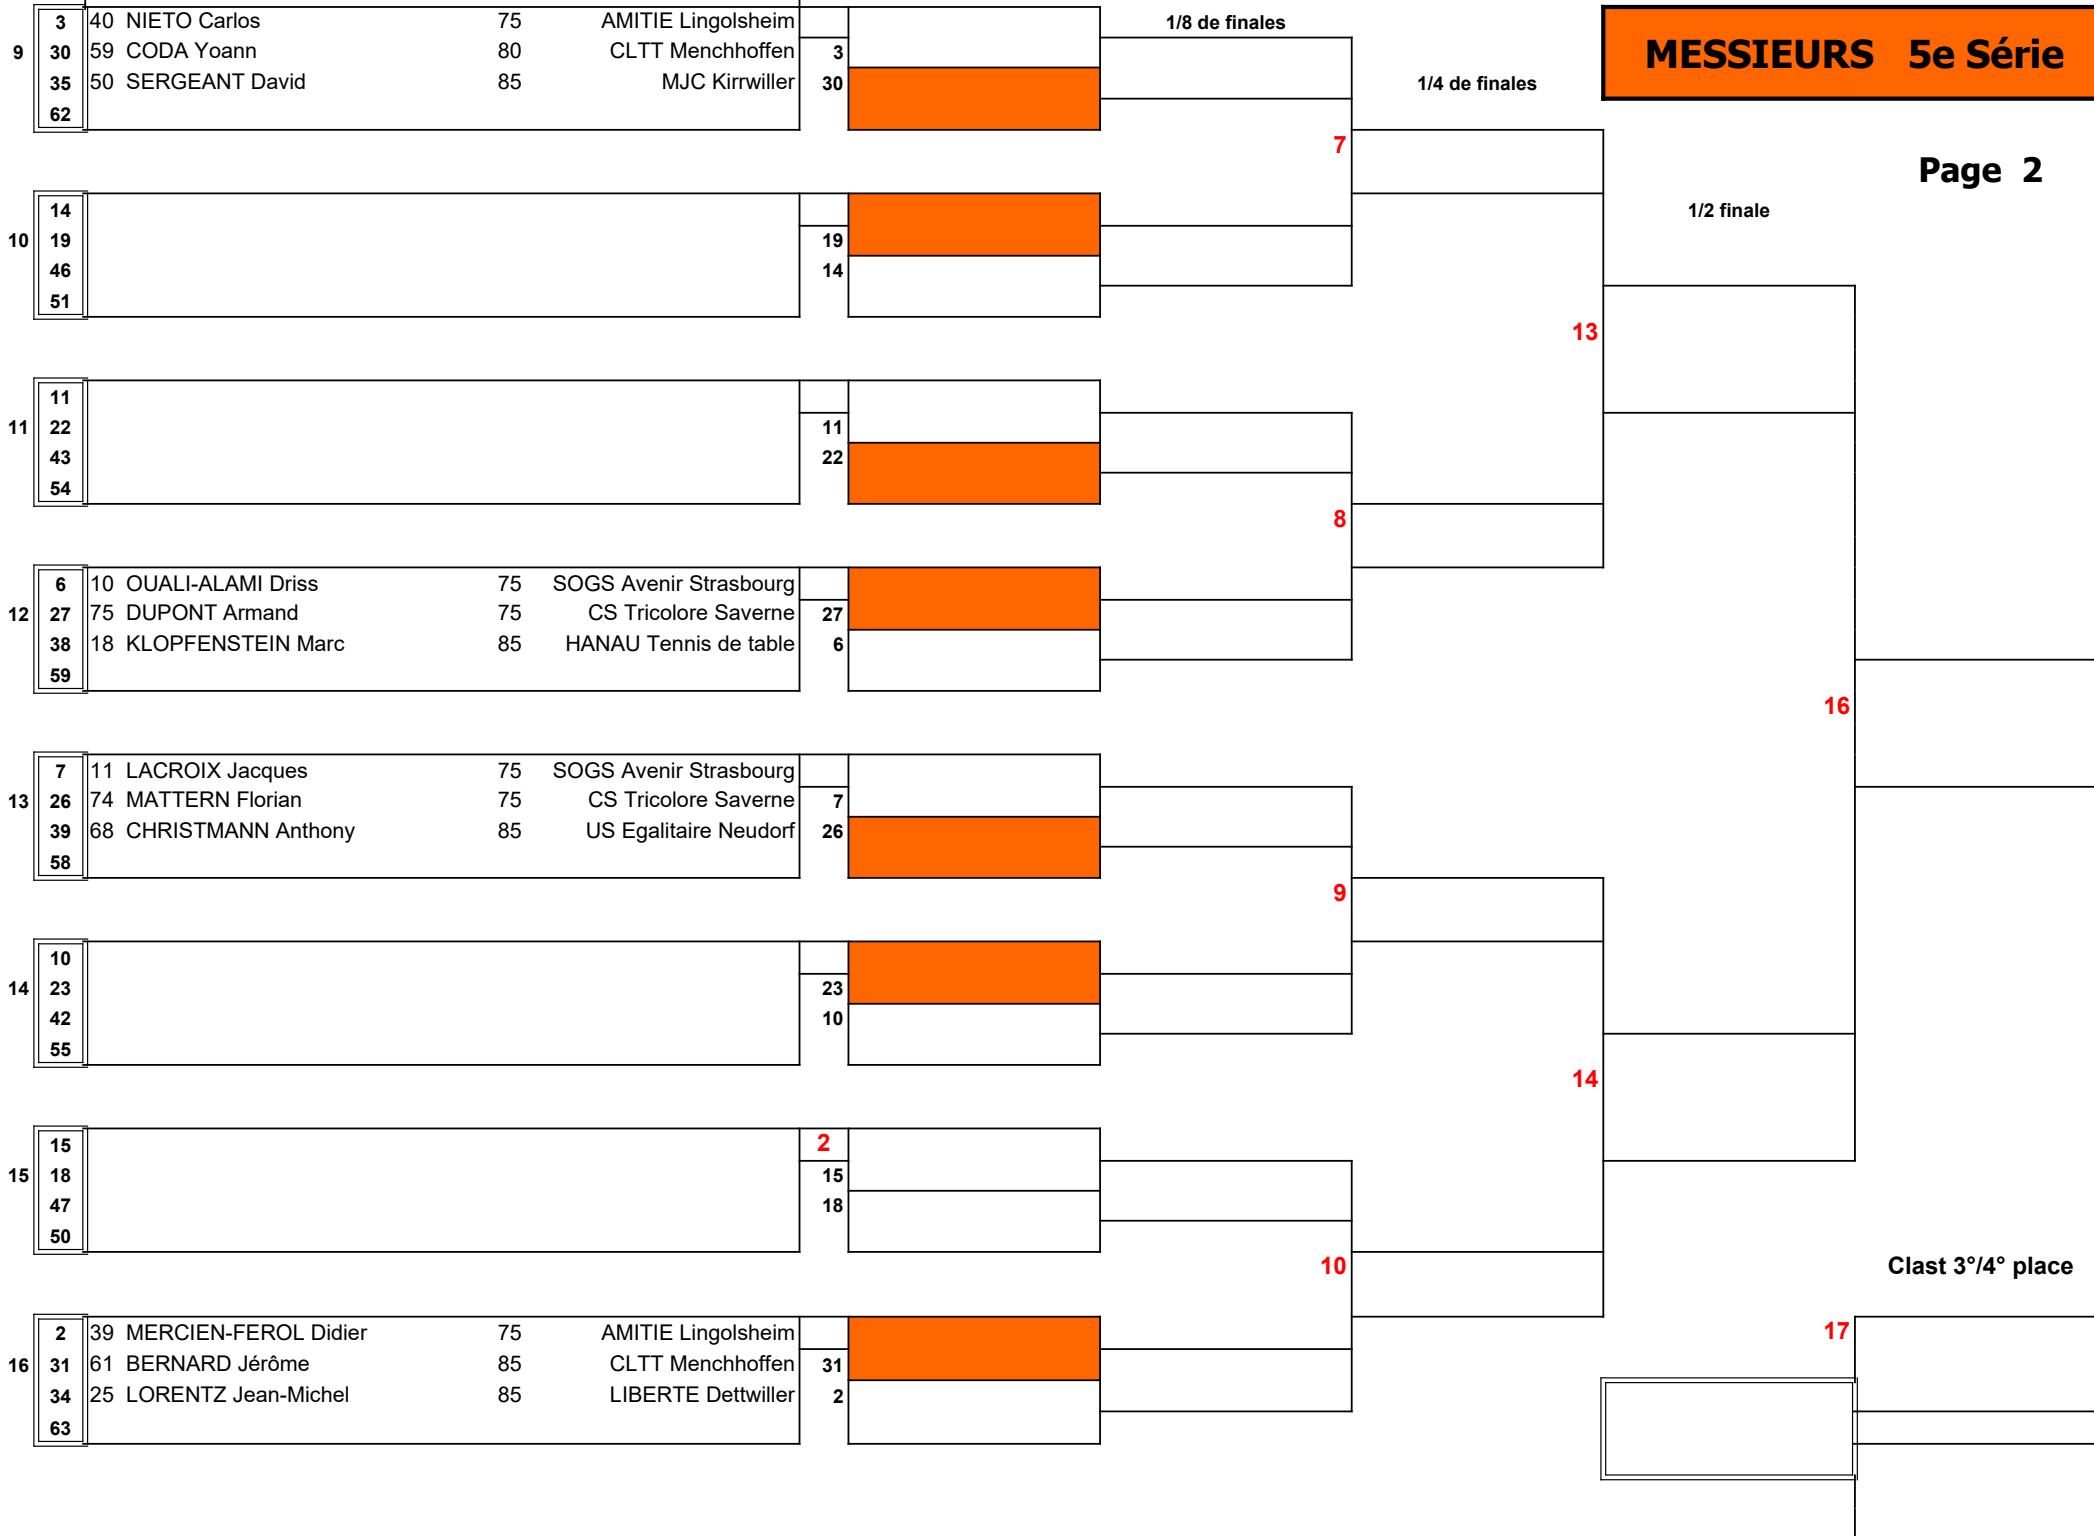 3 40 NIETO Carlos 75 AMITIE Lingolsheim 1/8 de finales
MESSIEURS 5e Série
9 30 59 CODA Yoann 80 CLTT Menchhoffen 3
35 50 SERGEANT David 85 MJC Kirrwiller 30 1/4 de finales
62
7
Page 2
14 1/2 finale
10 19 19
46 14
51
13
11
11 22 11
43 22
54
8
6 10 OUALI-ALAMI Driss 75 SOGS Avenir Strasbourg
12 27 75 DUPONT Armand 75 CS Tricolore Saverne 27
38 18 KLOPFENSTEIN Marc 85 HANAU Tennis de table 6
59
16
7 11 LACROIX Jacques 75 SOGS Avenir Strasbourg
13 26 74 MATTERN Florian 75 CS Tricolore Saverne 7
39 68 CHRISTMANN Anthony 85 US Egalitaire Neudorf 26
58
9
10
14 23 23
42 10
55
14
15 2
15 18 15
47 18
50
10 Clast 3°/4° place
2 39 MERCIEN-FEROL Didier 75 AMITIE Lingolsheim 17
16 31 61 BERNARD Jérôme 85 CLTT Menchhoffen 31
34 25 LORENTZ Jean-Michel 85 LIBERTE Dettwiller 2
63